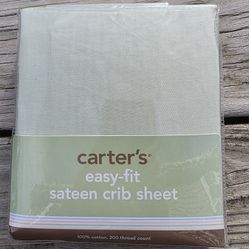 carter's®
easy-fit
sateen crib sheet
100% cotton, 200 thread count